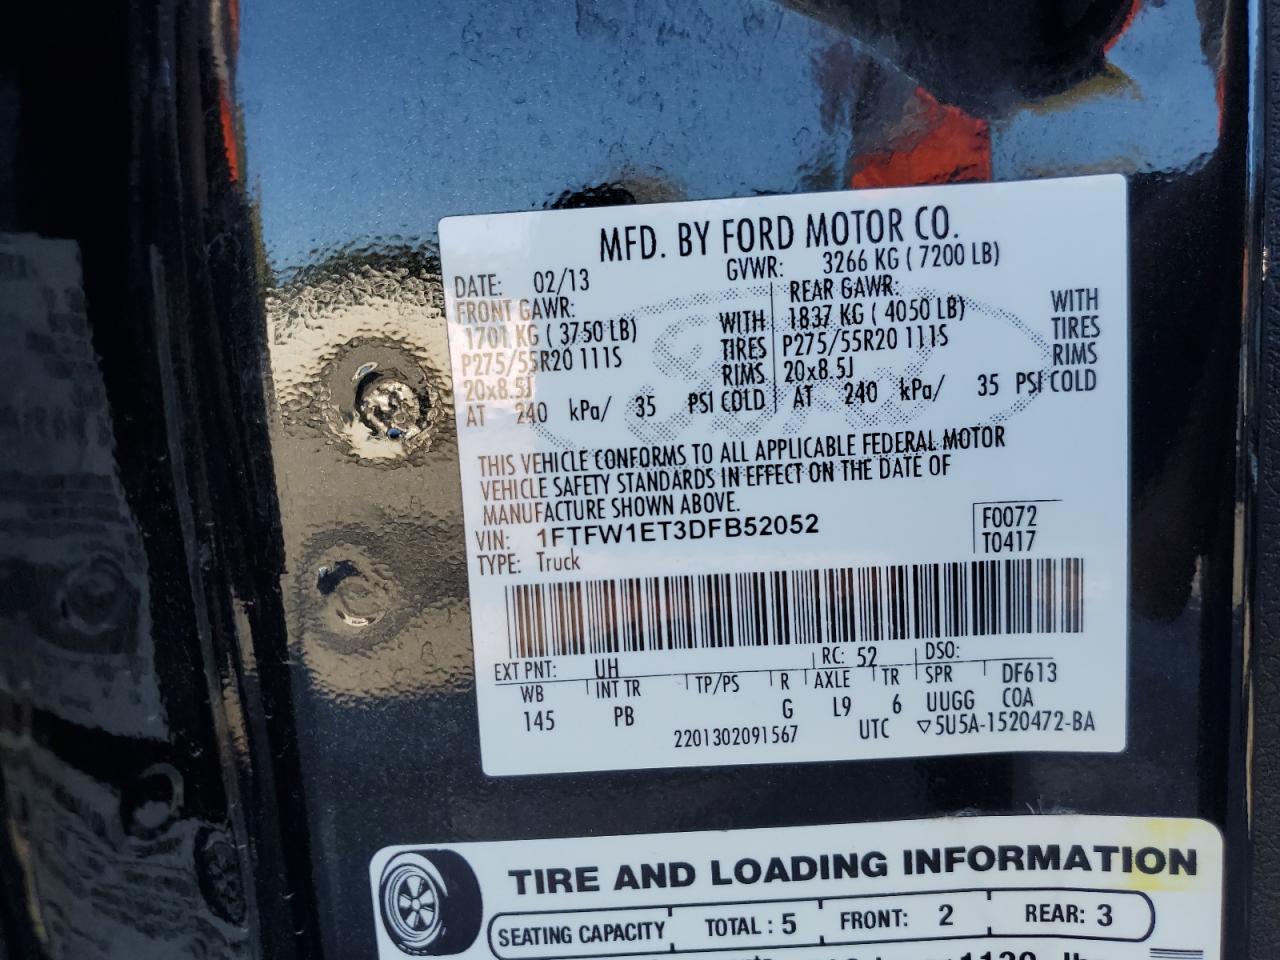 MFD. BY FORD MOTOR CO.
DATE: 02/13 GVWR: 3266 KG ( 7200 LB)
FRONT GAWR: REAR GAWR:
1701 KG ( 3750 LB) WITH 1837 KG ( 4050 LB) WITH
P275/55R20 111S TIRES P275/55R20 111S TIRES
20x8.5J RIMS 20x8.5J RIMS
AT 240 kPa/ 35 PSI COLD AT 240 kPa/ 35 PSI COLD
THIS VEHICLE CONFORMS TO ALL APPLICABLE FEDERAL MOTOR
VEHICLE SAFETY STANDARDS IN EFFECT ON THE DATE OF
MANUFACTURE SHOWN ABOVE.
VIN: 1FTFW1ET3DFB52052 F0072
TYPE: Truck T0417
EXT PNT: UH RC: 52 DSO:
WB INT TR TP/PS R AXLE TR SPR DF613
145 PB G L9 6 UUGG COA
2201302091567 UTC ▽5U5A-1520472-BA
TIRE AND LOADING INFORMATION
SEATING CAPACITY TOTAL : 5 FRONT: 2 REAR: 3